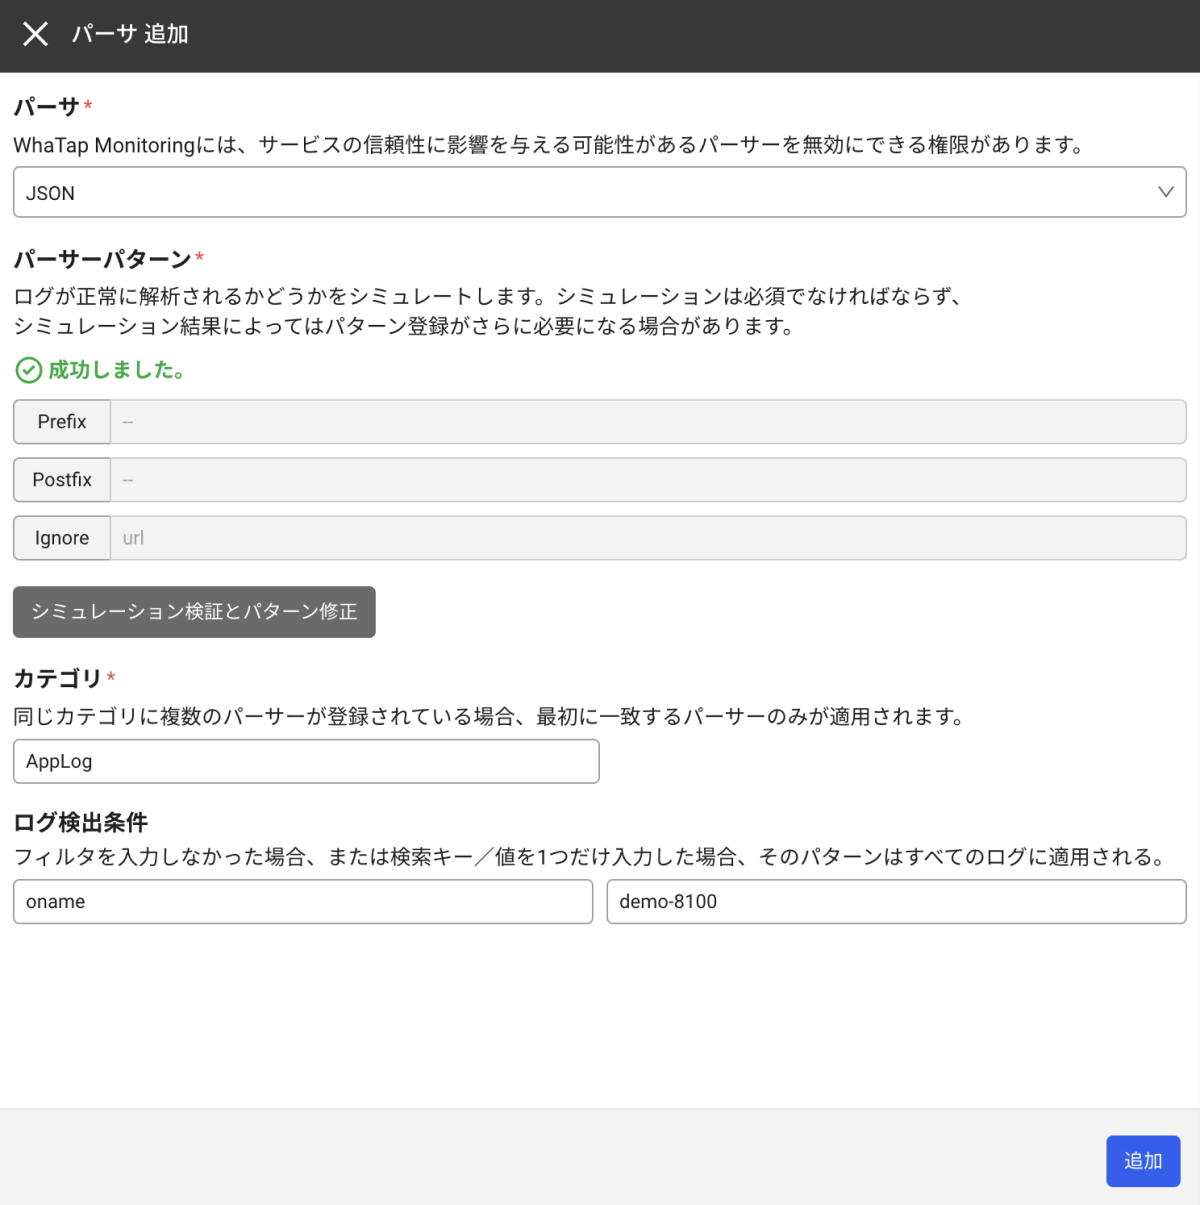 パーサ 追加
パーサ*
WhaTap Monitoringには、サービスの信頼性に影響を与える可能性があるパーサーを無効にできる権限があります。
JSON
パーサーパターン*
ログが正常に解析されるかどうかをシミュレートします。シミュレーションは必須でなければならず、
シミュレーション結果によってはパターン登録がさらに必要になる場合があります。
成功しました。
Prefix --
Postfix --
Ignore url
シミュレーション検証とパターン修正
カテゴリ*
同じカテゴリに複数のパーサーが登録されている場合、最初に一致するパーサーのみが適用されます。
AppLog
ログ検出条件
フィルタを入力しなかった場合、または検索キー／値を1つだけ入力した場合、そのパターンはすべてのログに適用される。
oname demo-8100
追加